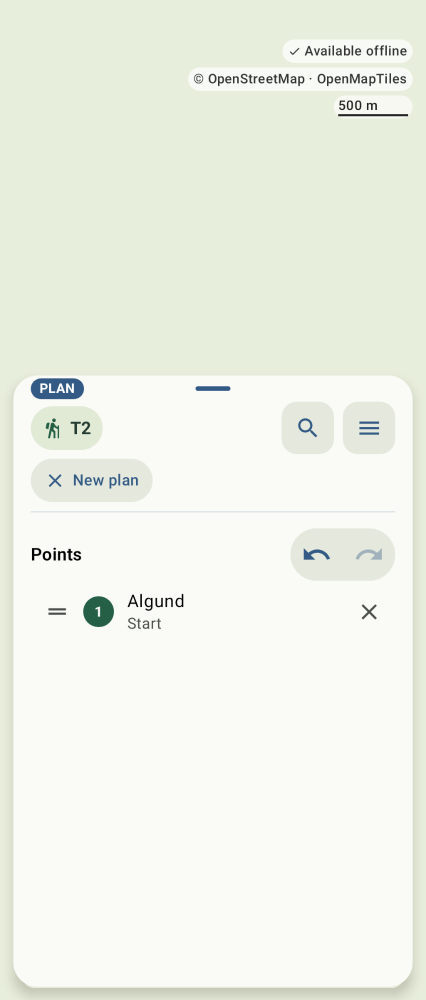 Available offline
© OpenStreetMap · OpenMapTiles
500 m
PLAN
T2
New plan
Points
1
Algund
Start